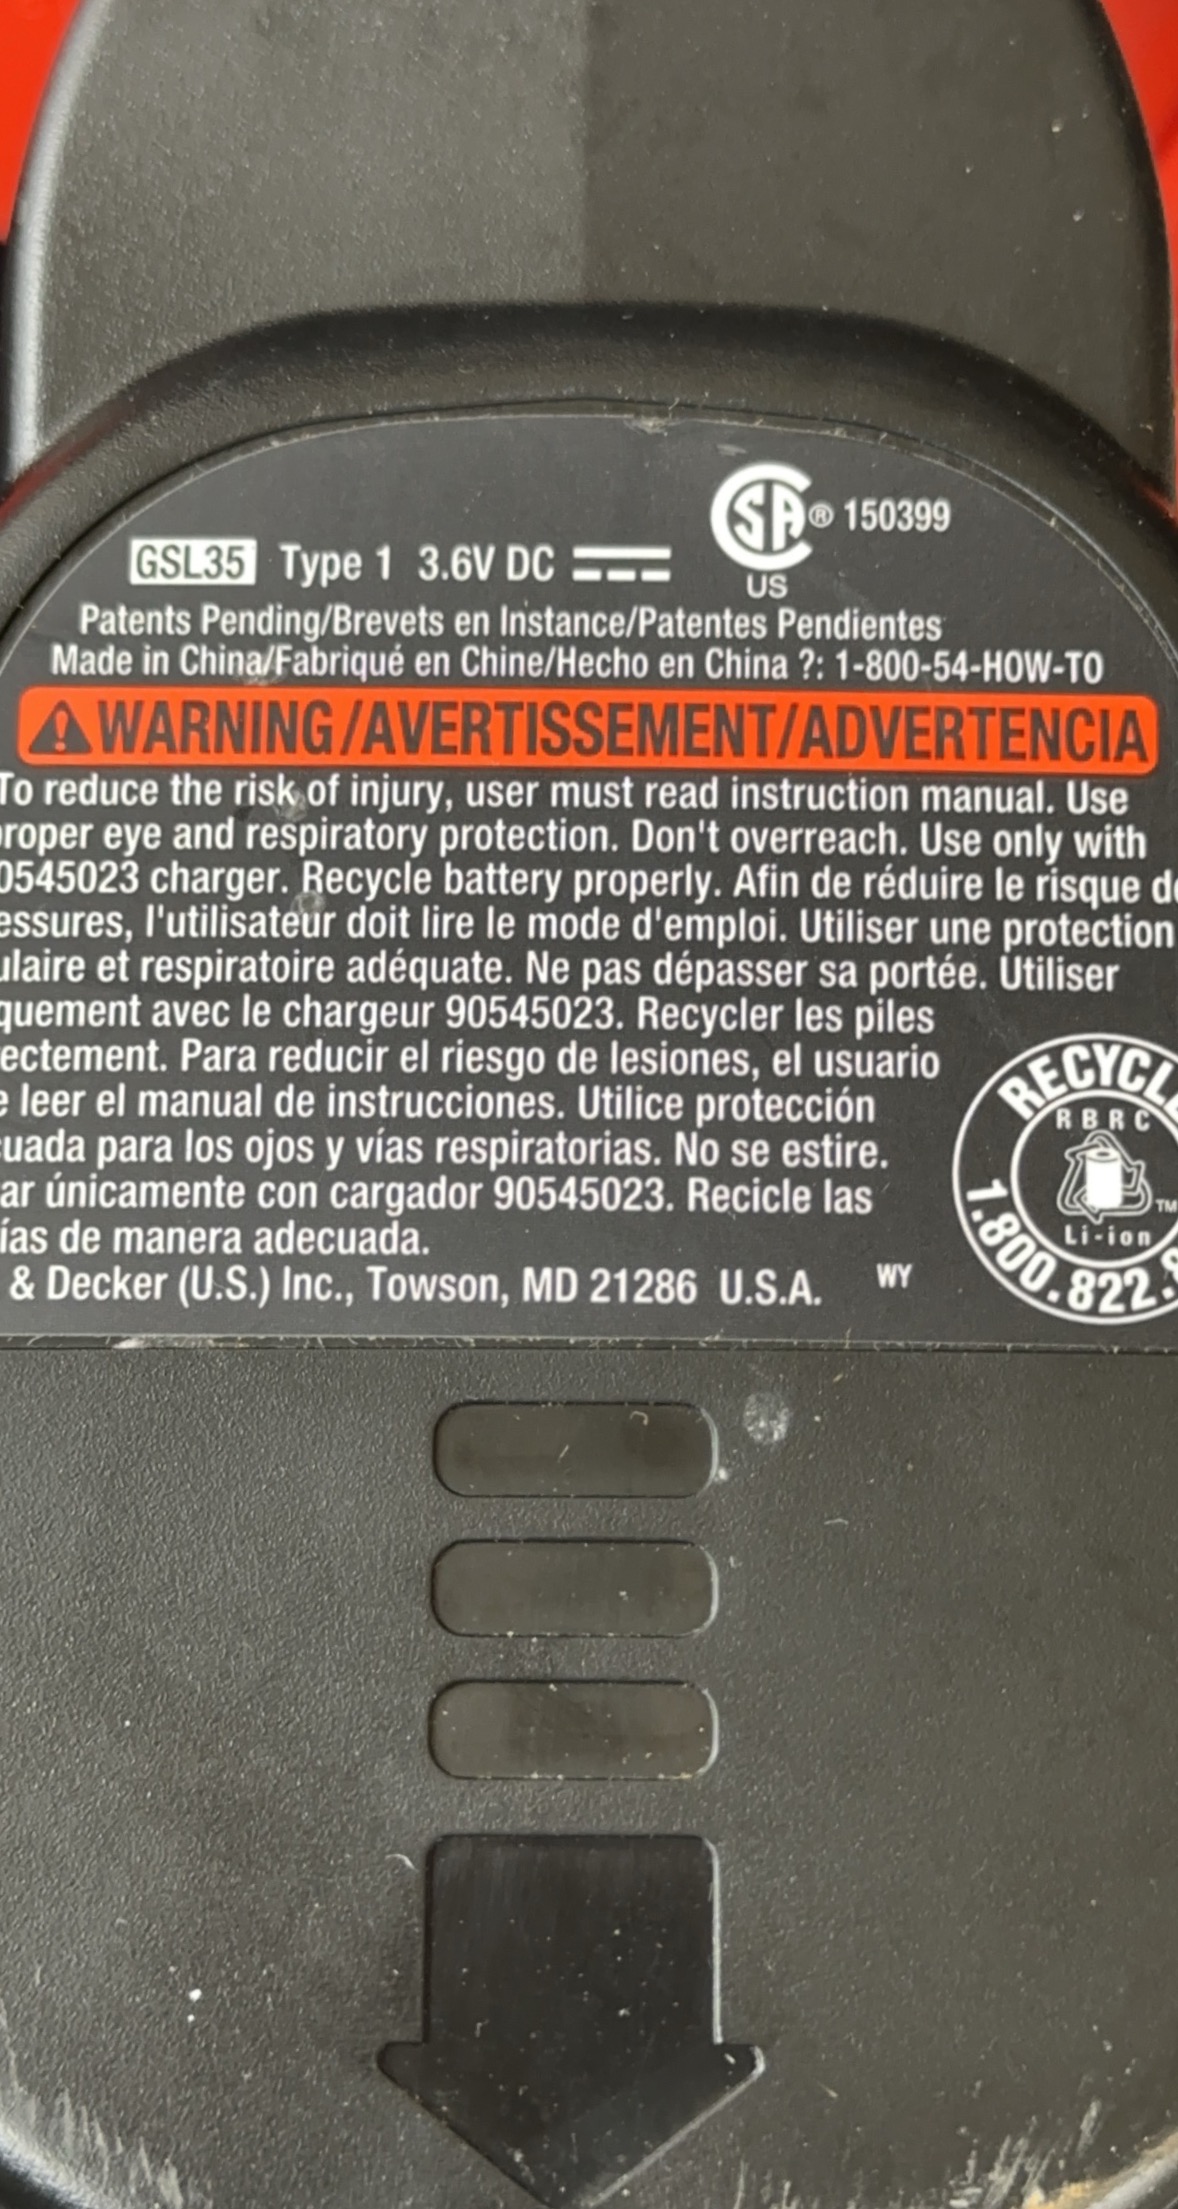 SA® 150399
US
GSL35 Type 1 3.6V DC
Patents Pending/Brevets en Instance/Patentes Pendientes
Made in China/Fabriqué en Chine/Hecho en China ?: 1-800-54-HOW-TO
WARNING/AVERTISSEMENT/ADVERTENCIA
To reduce the risk of injury, user must read instruction manual. Use
roper eye and respiratory protection. Don't overreach. Use only with
0545023 charger. Recycle battery properly. Afin de réduire le risque de
essures, l'utilisateur doit lire le mode d'emploi. Utiliser une protection
ulaire et respiratoire adéquate. Ne pas dépasser sa portée. Utiliser
quement avec le chargeur 90545023. Recycler les piles
ectement. Para reducir el riesgo de lesiones, el usuario
e leer el manual de instrucciones. Utilice protección
uada para los ojos y vías respiratorias. No se estire.
ar únicamente con cargador 90545023. Recicle las
ías de manera adecuada.
& Decker (U.S.) Inc., Towson, MD 21286 U.S.A. WY
RECYCLE
RBRC
TM
Li-ion
1.800.822.8